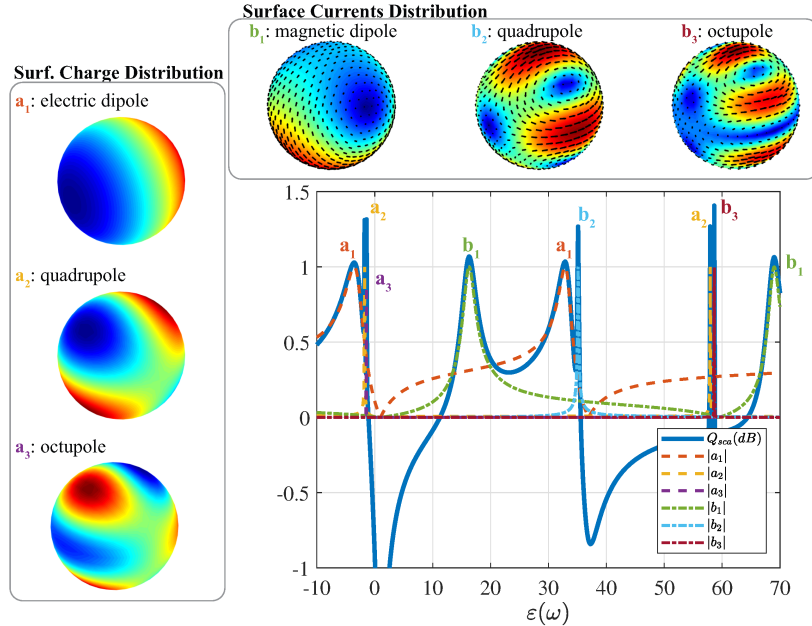 Surface Currents Distribution
b₁: magnetic dipole
b₂: quadrupole
b₃: octupole
Surf. Charge Distribution
a₁: electric dipole
a₂: quadrupole
a₃: octupole
1.5
1
0.5
0
-0.5
-1
a₁
a₂
a₃
b₁
a₁
b₂
a₂
b₃
b₁
Q_sca(dB)
|a₁|
|a₂|
|a₃|
|b₁|
|b₂|
|b₃|
-10 0 10 20 30 40 50 60 70
ε(ω)